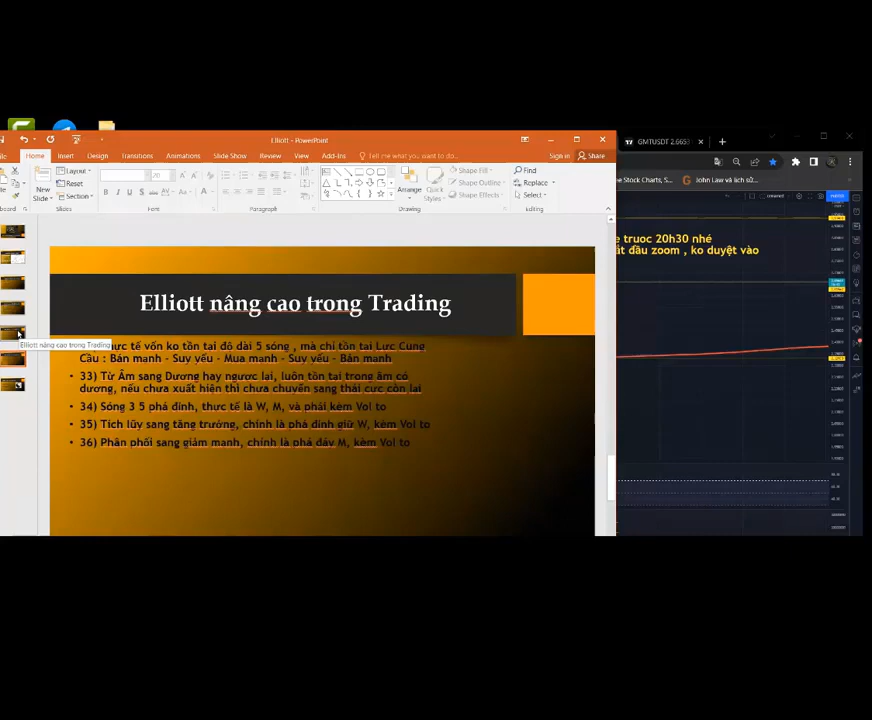 Elliott - PowerPoint
Home Insert Design Transitions Animations Slide Show Review View Add-Ins Tell me what you want to do... Sign in Share
New Slide
Layout
Reset
Section
Slides
Font
Paragraph
Arrange
Quick Styles
Shape Fill
Shape Outline
Shape Effects
Drawing
Find
Replace
Select
Editing
GMTUSDT 2.665
e Stock Charts, S...
John Law và lịch sử...
e truoc 20h30 nhé
ắt đầu zoom , ko duyệt vào
Elliott nâng cao trong Trading
Elliott nâng cao trong Trading
ực tế vốn ko tồn tại đô dài 5 sóng , mà chỉ tồn tại Lực Cung
Cầu : Bán mạnh - Suy yếu - Mua mạnh - Suy yếu - Bán mạnh
33) Từ Âm sang Dương hay ngược lại, luôn tồn tại trong âm có
dương, nếu chưa xuất hiện thì chưa chuyển sang thái cực còn lại
34) Sóng 3 5 phá đỉnh, thực tế là W, M, và phải kèm Vol to
35) Tích lũy sang tăng trưởng, chính là phá đỉnh giữ W, kèm Vol to
36) Phân phối sang giảm mạnh, chính là phá đáy M, kèm Vol to